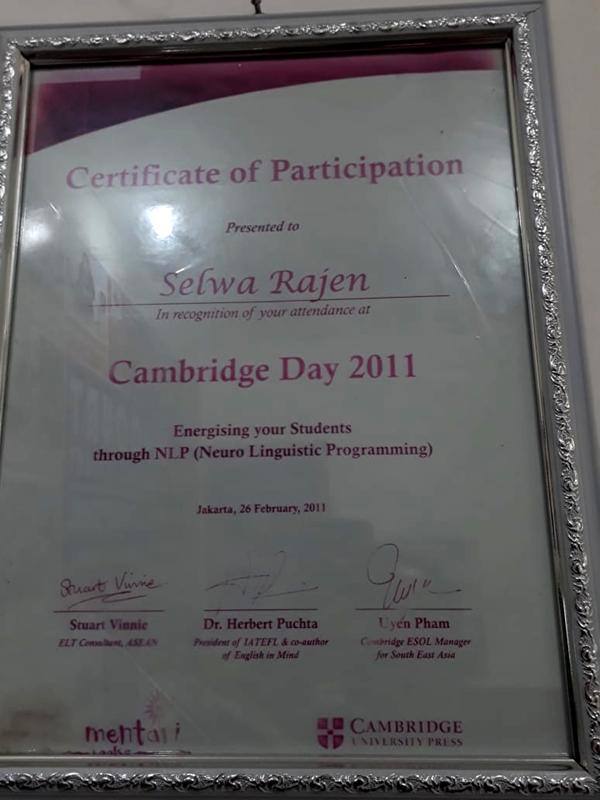 Certificate of Participation
Presented to
Selwa Rajen
In recognition of your attendance at
Cambridge Day 2011
Energising your Students
through NLP (Neuro Linguistic Programming)
Jakarta, 26 February, 2011
Stuart Vinnie
Stuart Vinnie Dr. Herbert Puchta Uyen Pham
ELT Consultant, ASEAN President of IATEFL & co-author Cambridge ESOL Manager
of English in Mind for South East Asia
mentari CAMBRIDGE
books UNIVERSITY PRESS